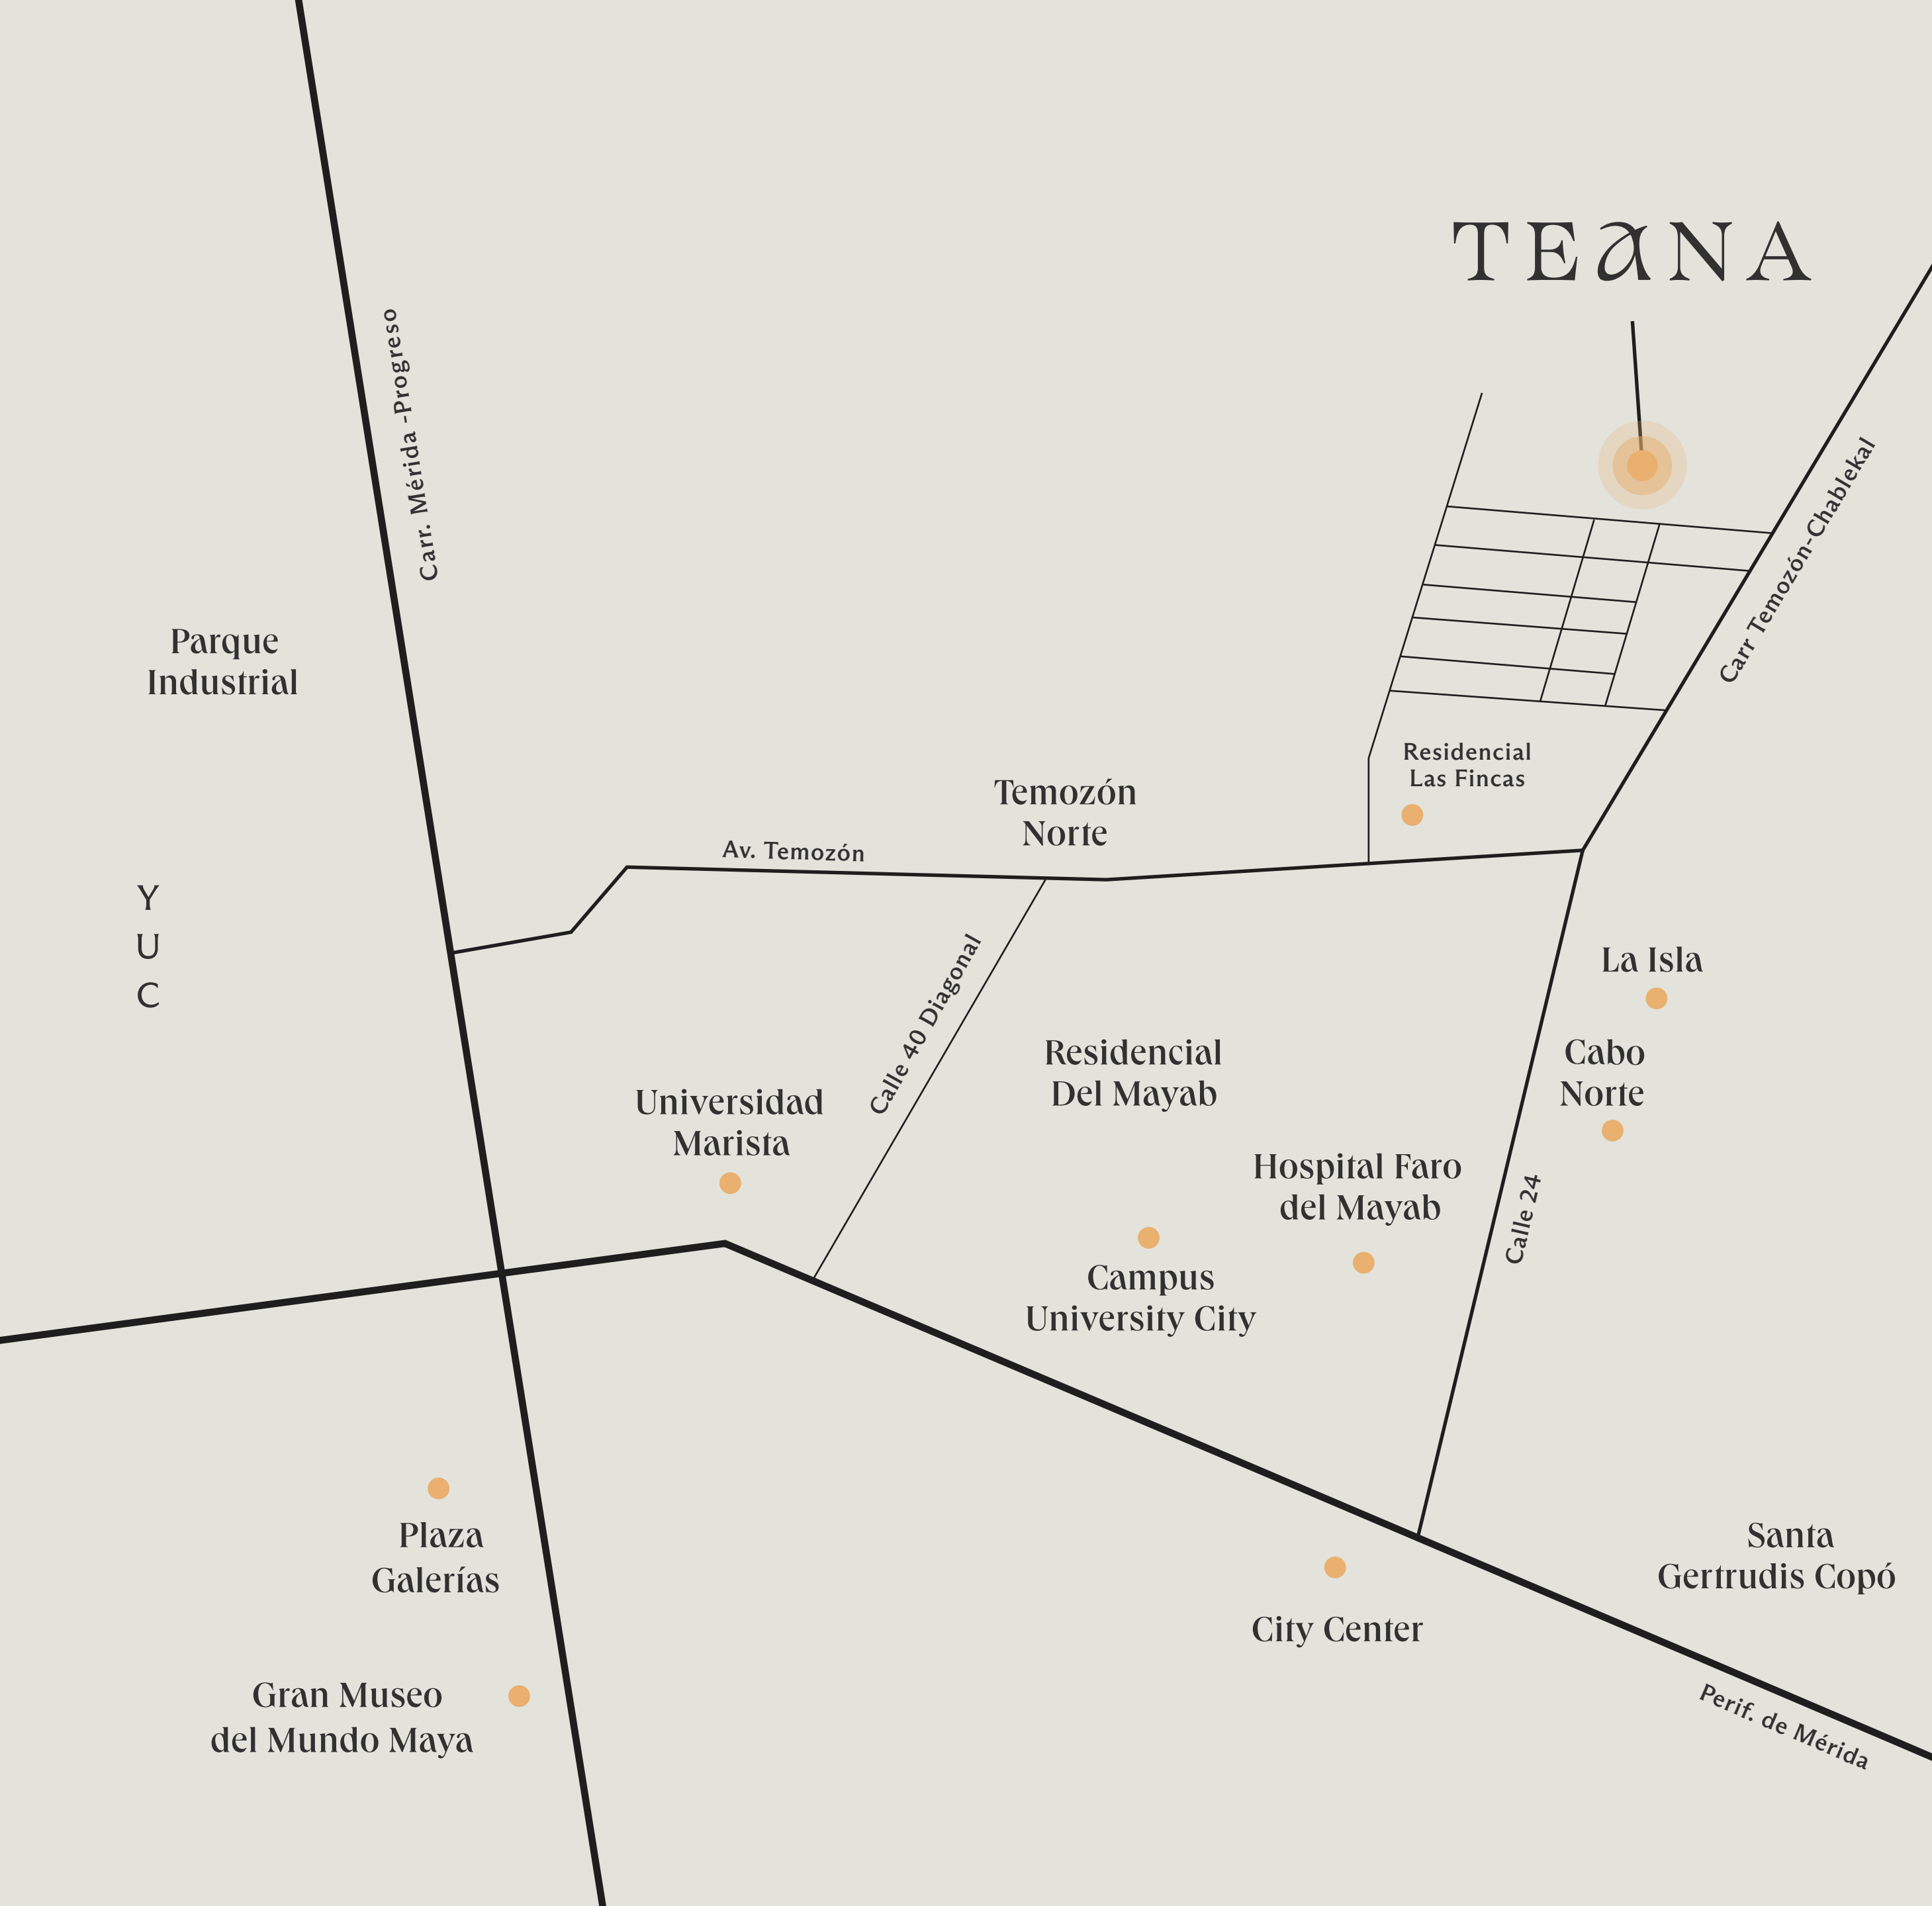 TEANA
Carr. Mérida -Progreso
Carr Temozón-Chablekal
Parque
Industrial
Residencial
Las Fincas
Temozón
Norte
Av. Temozón
Y
U
C
Calle 40 Diagonal
La Isla
Residencial
Del Mayab
Cabo
Norte
Universidad
Marista
Hospital Faro
del Mayab
Calle 24
Campus
University City
Plaza
Galerías
Santa
Gertrudis Copó
City Center
Gran Museo
del Mundo Maya
Perif. de Mérida